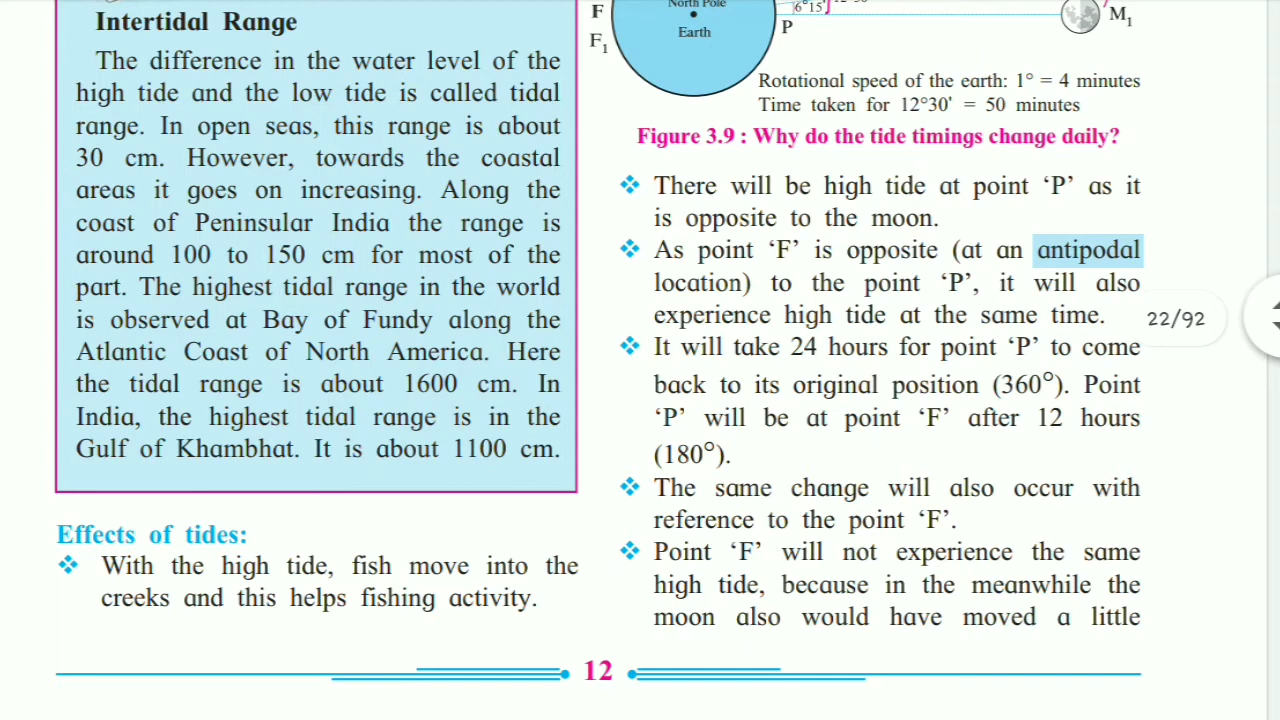 Intertidal Range
The difference in the water level of the
high tide and the low tide is called tidal
range. In open seas, this range is about
30 cm. However, towards the coastal
areas it goes on increasing. Along the
coast of Peninsular India the range is
around 100 to 150 cm for most of the
part. The highest tidal range in the world
is observed at Bay of Fundy along the
Atlantic Coast of North America. Here
the tidal range is about 1600 cm. In
India, the highest tidal range is in the
Gulf of Khambhat. It is about 1100 cm.
Effects of tides:
❖ With the high tide, fish move into the
creeks and this helps fishing activity.
North Pole
Earth
F
F₁
P
6°15'
M₁
Rotational speed of the earth: 1° = 4 minutes
Time taken for 12°30' = 50 minutes
Figure 3.9 : Why do the tide timings change daily?
❖ There will be high tide at point ‘P’ as it
is opposite to the moon.
❖ As point ‘F’ is opposite (at an antipodal
location) to the point ‘P’, it will also
experience high tide at the same time.
❖ It will take 24 hours for point ‘P’ to come
back to its original position (360°). Point
‘P’ will be at point ‘F’ after 12 hours
(180°).
❖ The same change will also occur with
reference to the point ‘F’.
❖ Point ‘F’ will not experience the same
high tide, because in the meanwhile the
moon also would have moved a little
22/92
12